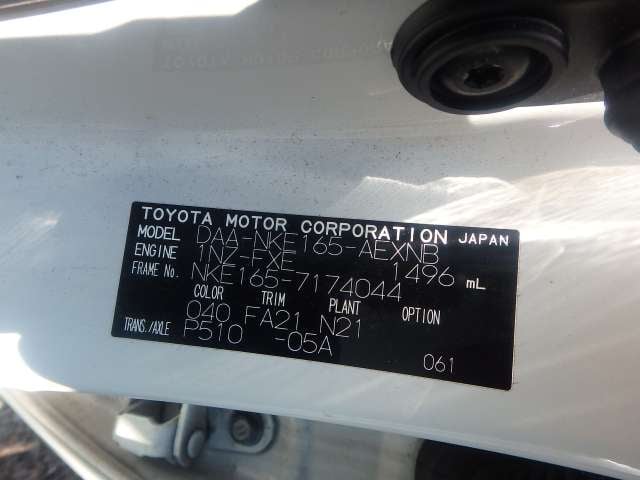 TOYOTA MOTOR CORPORATION JAPAN
MODEL DAA-NKE165-AEXNB
ENGINE 1NZ-FXE 1496 mL
FRAME No. NKE165-7174044
COLOR TRIM PLANT OPTION
040 FA21 N21
TRANS./AXLE P510 -05A
061